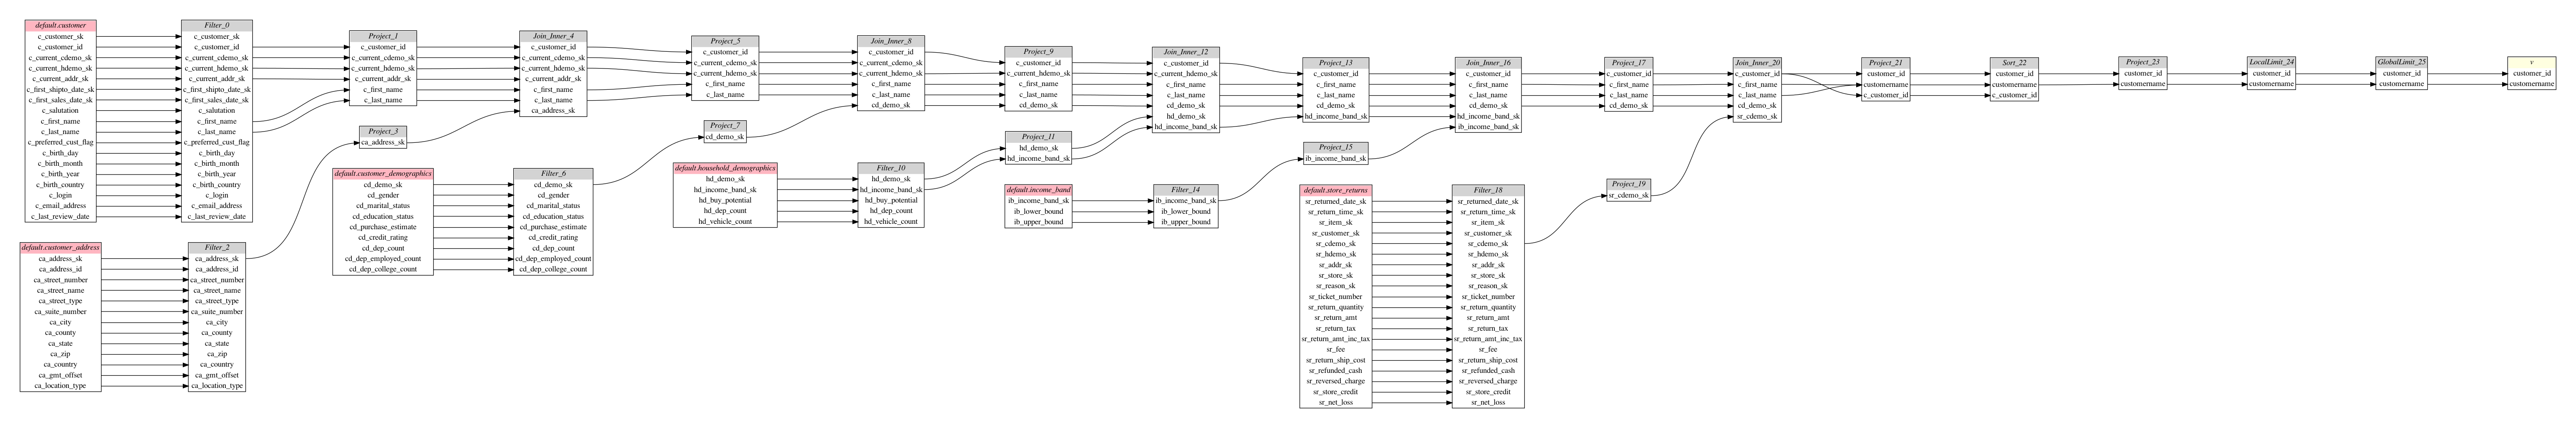 default.customer
c_customer_sk
c_customer_id
c_current_cdemo_sk
c_current_hdemo_sk
c_current_addr_sk
c_first_shipto_date_sk
c_first_sales_date_sk
c_salutation
c_first_name
c_last_name
c_preferred_cust_flag
c_birth_day
c_birth_month
c_birth_year
c_birth_country
c_login
c_email_address
c_last_review_date
default.customer_address
ca_address_sk
ca_address_id
ca_street_number
ca_street_name
ca_street_type
ca_suite_number
ca_city
ca_county
ca_state
ca_zip
ca_country
ca_gmt_offset
ca_location_type
Filter_0
c_customer_sk
c_customer_id
c_current_cdemo_sk
c_current_hdemo_sk
c_current_addr_sk
c_first_shipto_date_sk
c_first_sales_date_sk
c_salutation
c_first_name
c_last_name
c_preferred_cust_flag
c_birth_day
c_birth_month
c_birth_year
c_birth_country
c_login
c_email_address
c_last_review_date
Filter_2
ca_address_sk
ca_address_id
ca_street_number
ca_street_name
ca_street_type
ca_suite_number
ca_city
ca_county
ca_state
ca_zip
ca_country
ca_gmt_offset
ca_location_type
Project_1
c_customer_id
c_current_cdemo_sk
c_current_hdemo_sk
c_current_addr_sk
c_first_name
c_last_name
Project_3
ca_address_sk
default.customer_demographics
cd_demo_sk
cd_gender
cd_marital_status
cd_education_status
cd_purchase_estimate
cd_credit_rating
cd_dep_count
cd_dep_employed_count
cd_dep_college_count
Join_Inner_4
c_customer_id
c_current_cdemo_sk
c_current_hdemo_sk
c_current_addr_sk
c_first_name
c_last_name
ca_address_sk
Filter_6
cd_demo_sk
cd_gender
cd_marital_status
cd_education_status
cd_purchase_estimate
cd_credit_rating
cd_dep_count
cd_dep_employed_count
cd_dep_college_count
Project_5
c_customer_id
c_current_cdemo_sk
c_current_hdemo_sk
c_first_name
c_last_name
Project_7
cd_demo_sk
default.household_demographics
hd_demo_sk
hd_income_band_sk
hd_buy_potential
hd_dep_count
hd_vehicle_count
Join_Inner_8
c_customer_id
c_current_cdemo_sk
c_current_hdemo_sk
c_first_name
c_last_name
cd_demo_sk
Filter_10
hd_demo_sk
hd_income_band_sk
hd_buy_potential
hd_dep_count
hd_vehicle_count
Project_9
c_customer_id
c_current_hdemo_sk
c_first_name
c_last_name
cd_demo_sk
Project_11
hd_demo_sk
hd_income_band_sk
default.income_band
ib_income_band_sk
ib_lower_bound
ib_upper_bound
Join_Inner_12
c_customer_id
c_current_hdemo_sk
c_first_name
c_last_name
cd_demo_sk
hd_demo_sk
hd_income_band_sk
Filter_14
ib_income_band_sk
ib_lower_bound
ib_upper_bound
Project_13
c_customer_id
c_first_name
c_last_name
cd_demo_sk
hd_income_band_sk
Project_15
ib_income_band_sk
default.store_returns
sr_returned_date_sk
sr_return_time_sk
sr_item_sk
sr_customer_sk
sr_cdemo_sk
sr_hdemo_sk
sr_addr_sk
sr_store_sk
sr_reason_sk
sr_ticket_number
sr_return_quantity
sr_return_amt
sr_return_tax
sr_return_amt_inc_tax
sr_fee
sr_return_ship_cost
sr_refunded_cash
sr_reversed_charge
sr_store_credit
sr_net_loss
Join_Inner_16
c_customer_id
c_first_name
c_last_name
cd_demo_sk
hd_income_band_sk
ib_income_band_sk
Filter_18
sr_returned_date_sk
sr_return_time_sk
sr_item_sk
sr_customer_sk
sr_cdemo_sk
sr_hdemo_sk
sr_addr_sk
sr_store_sk
sr_reason_sk
sr_ticket_number
sr_return_quantity
sr_return_amt
sr_return_tax
sr_return_amt_inc_tax
sr_fee
sr_return_ship_cost
sr_refunded_cash
sr_reversed_charge
sr_store_credit
sr_net_loss
Project_17
c_customer_id
c_first_name
c_last_name
cd_demo_sk
Project_19
sr_cdemo_sk
Join_Inner_20
c_customer_id
c_first_name
c_last_name
cd_demo_sk
sr_cdemo_sk
Project_21
customer_id
customername
c_customer_id
Sort_22
customer_id
customername
c_customer_id
Project_23
customer_id
customername
LocalLimit_24
customer_id
customername
GlobalLimit_25
customer_id
customername
v
customer_id
customername